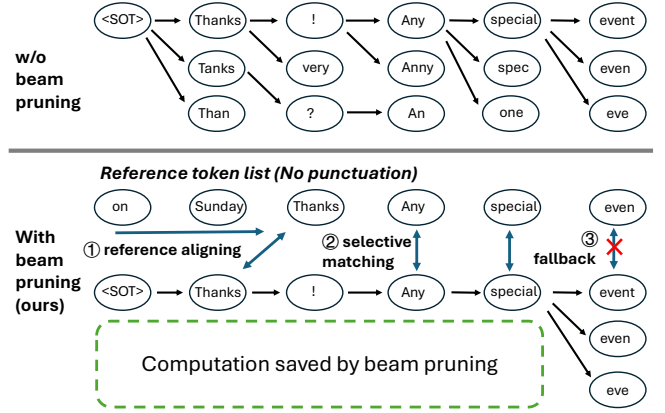 <SOT> Thanks ! Any special event
w/o
beam
pruning
Tanks very Anny spec even
Than ? An one eve
Reference token list (No punctuation)
on Sunday Thanks Any special even
With
beam
pruning
(ours)
① reference aligning
② selective
matching
③
fallback
<SOT> Thanks ! Any special event
even
eve
Computation saved by beam pruning